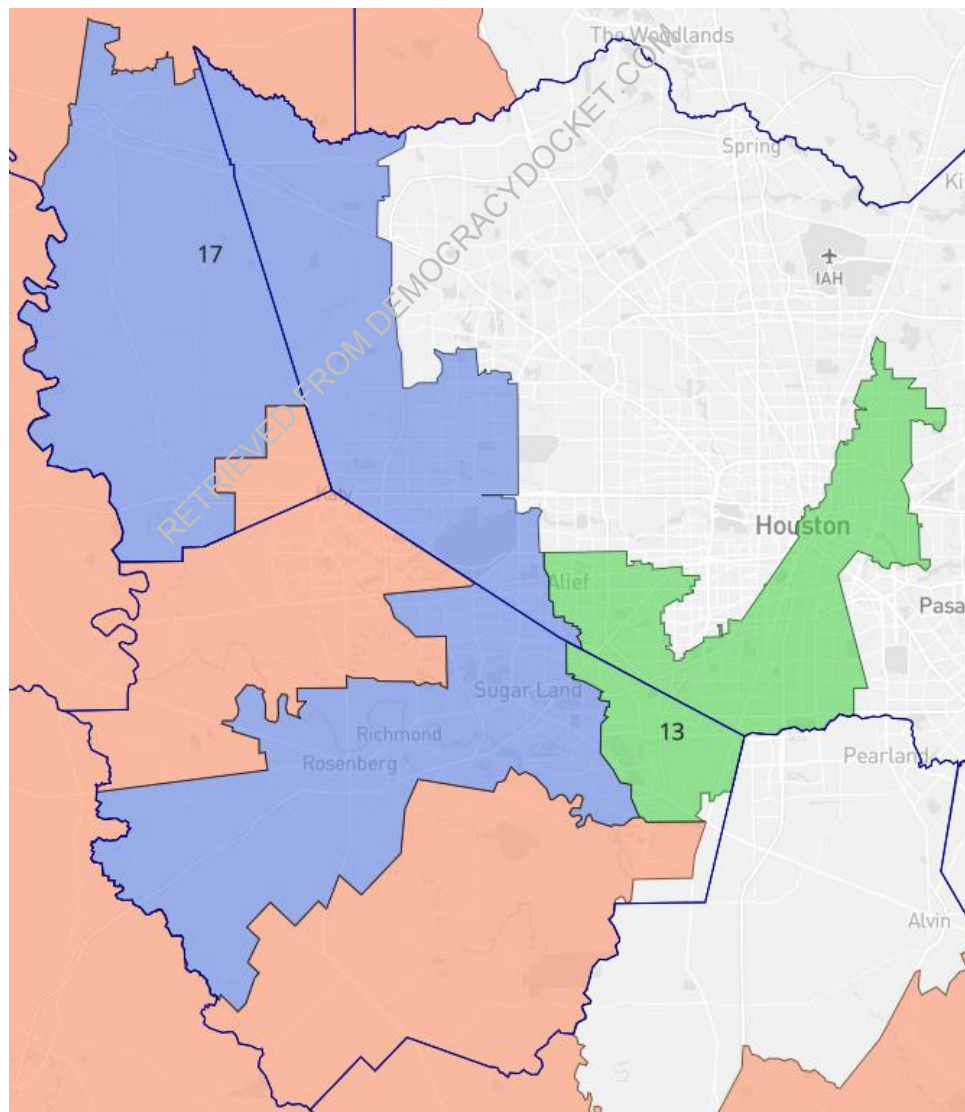 The Woodlands
Spring
Ki
17
IAH
RETRIEVED FROM DEMOCRACYDOCKET.COM
Katy
Houston
Alief
Pasa
Sugar Land
13
Richmond
Rosenberg
Pearland
Alvin